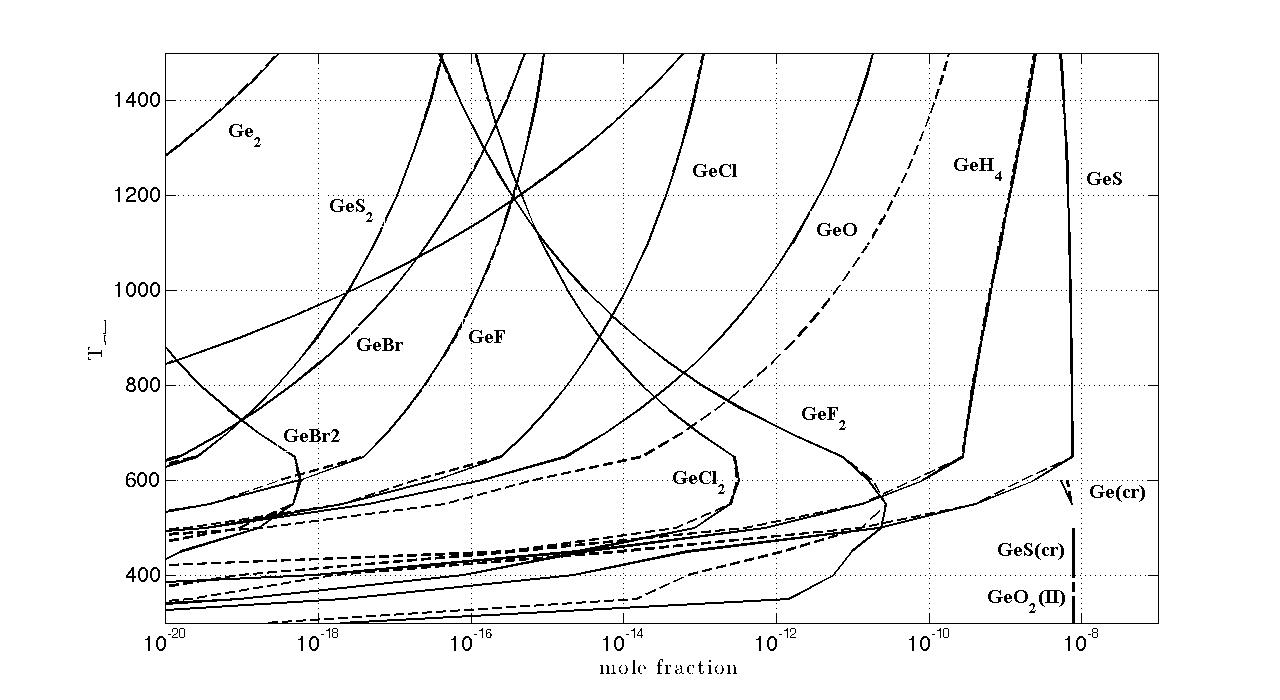 1400
1200
1000
800
600
400
T
Ge2
GeS2
GeCl
GeH4
GeS
GeO
GeBr
GeF
GeBr2
GeF2
GeCl2
Ge(cr)
GeS(cr)
GeO2(II)
10-20
10-18
10-16
10-14
10-12
10-10
10-8
mole fraction